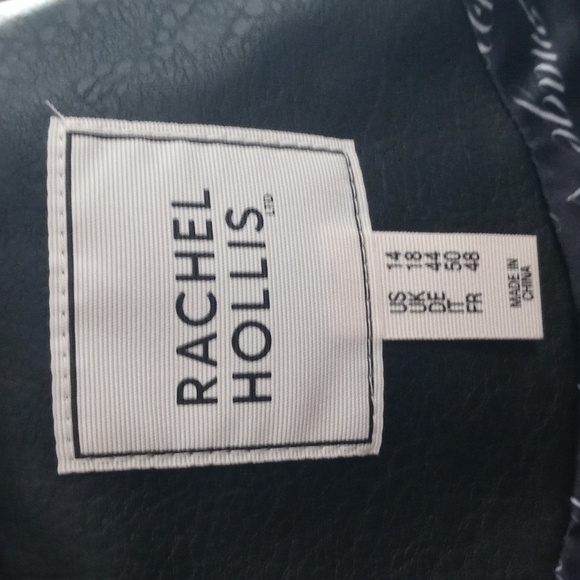 RACHEL
HOLLIS LTD
US 14
UK 18
DE 44
IT 50
FR 48
MADE IN
CHINA